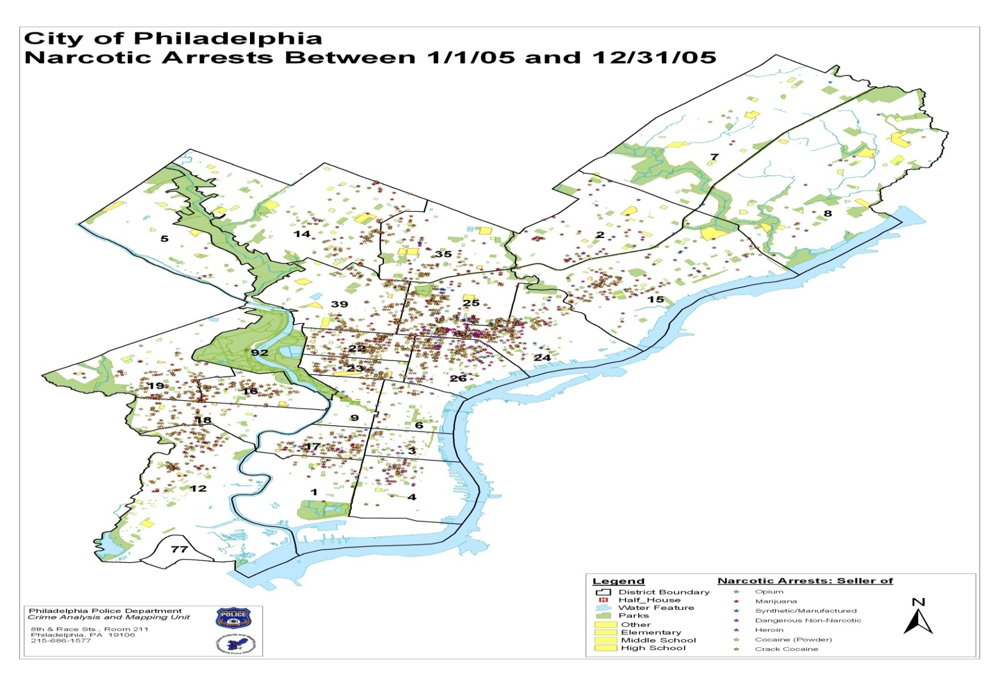 City of Philadelphia
Narcotic Arrests Between 1/1/05 and 12/31/05
7
8
5
14
2
35
39
25
15
92
22
24
23
26
19
16
18
9
6
17
3
12
1
4
77
Legend
District Boundary
H Half_House
Water Feature
Parks
Other
Elementary
Middle School
High School
Narcotic Arrests: Seller of
Opium
Marijuana
Synthetic/Manufactured
Dangerous Non-Narcotic
Heroin
Cocaine (Powder)
Crack Cocaine
N
Philadelphia Police Department
Crime Analysis and Mapping Unit
8th & Race Sts., Room 211
Philadelphia, PA 19106
215-686-1577
POLICE